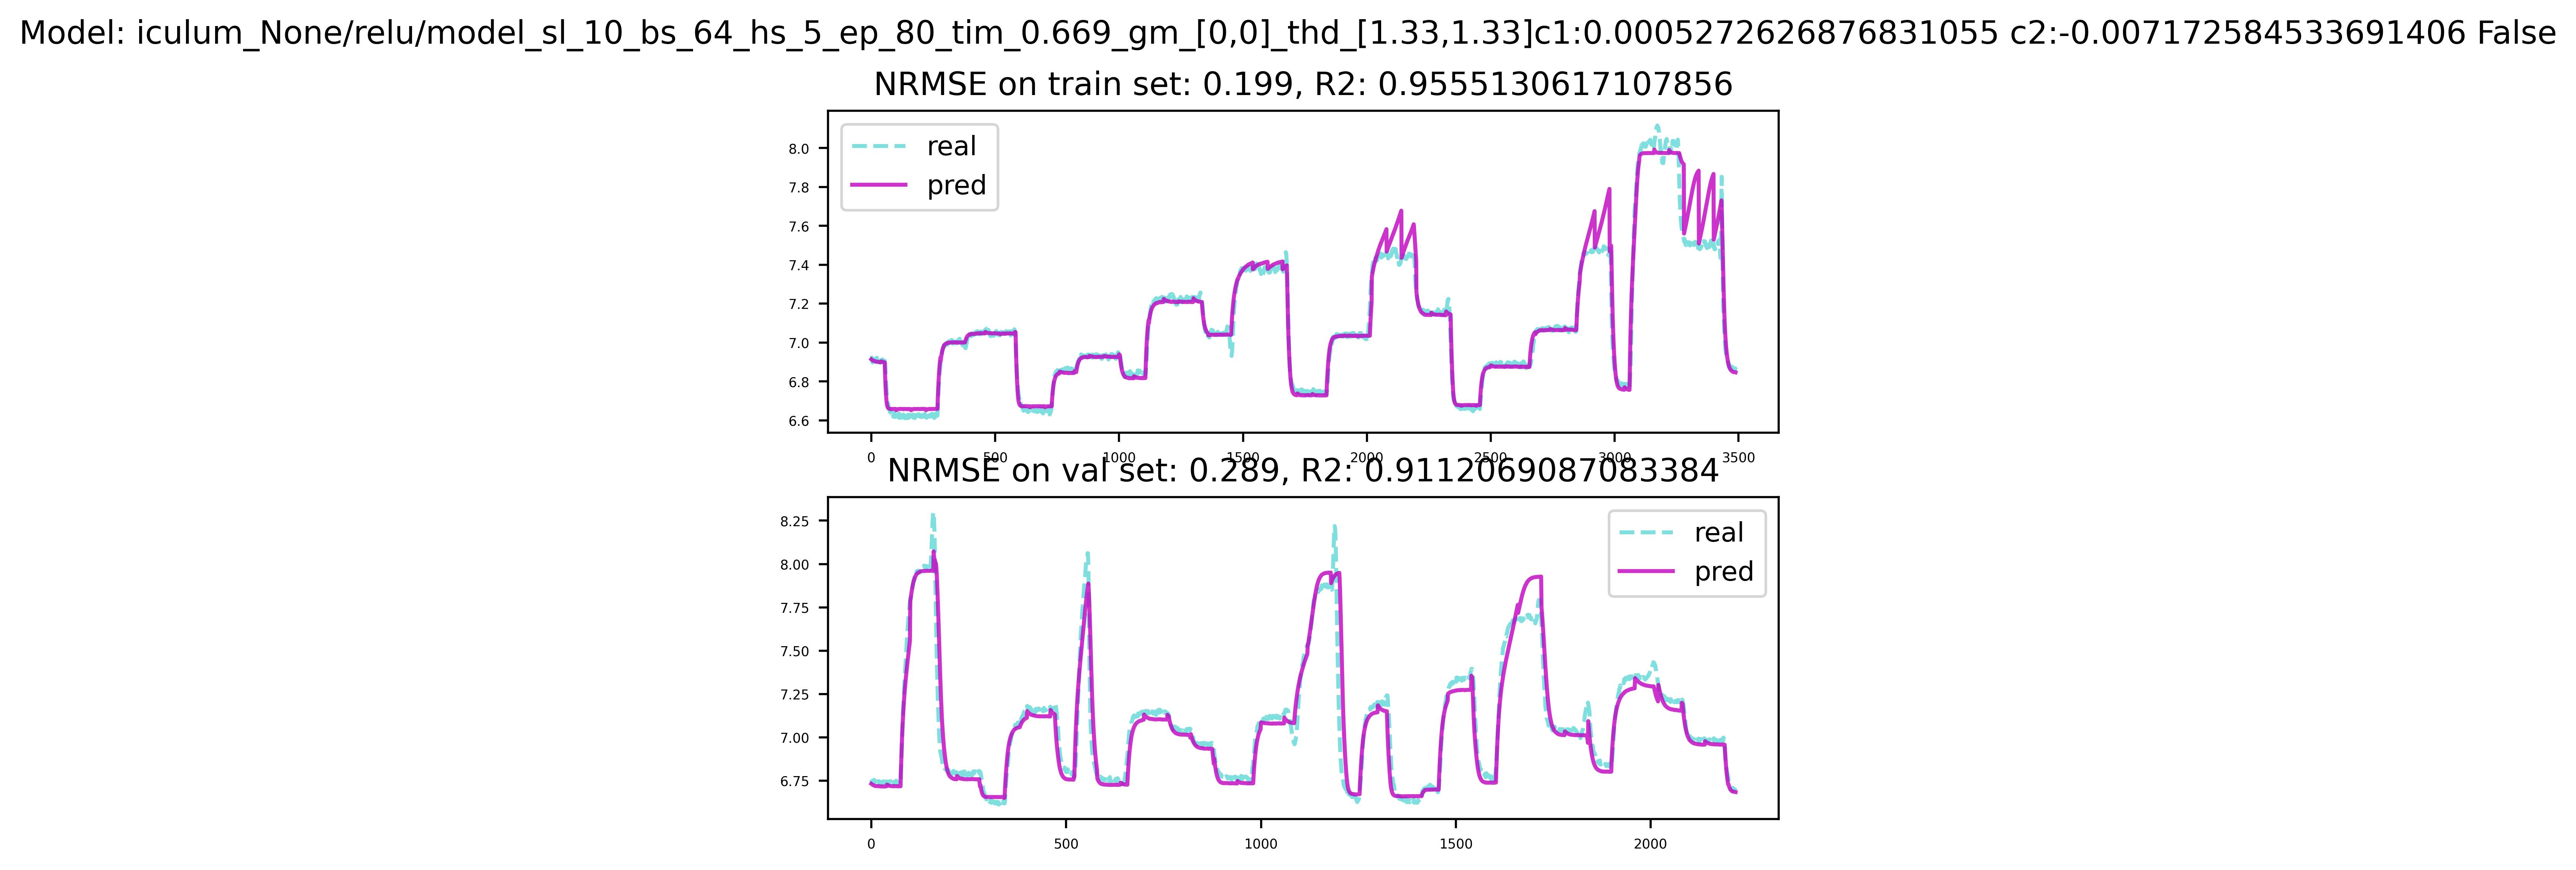 Model: iculum_None/relu/model_sl_10_bs_64_hs_5_ep_80_tim_0.669_gm_[0,0]_thd_[1.33,1.33]c1:0.0005272626876831055 c2:-0.007172584533691406 False
NRMSE on train set: 0.199, R2: 0.9555130617107856
real
pred
8.0
7.8
7.6
7.4
7.2
7.0
6.8
6.6
0 500 1000 1500 2000 2500 3000 3500
NRMSE on val set: 0.289, R2: 0.9112069087083384
real
pred
8.25
8.00
7.75
7.50
7.25
7.00
6.75
0 500 1000 1500 2000